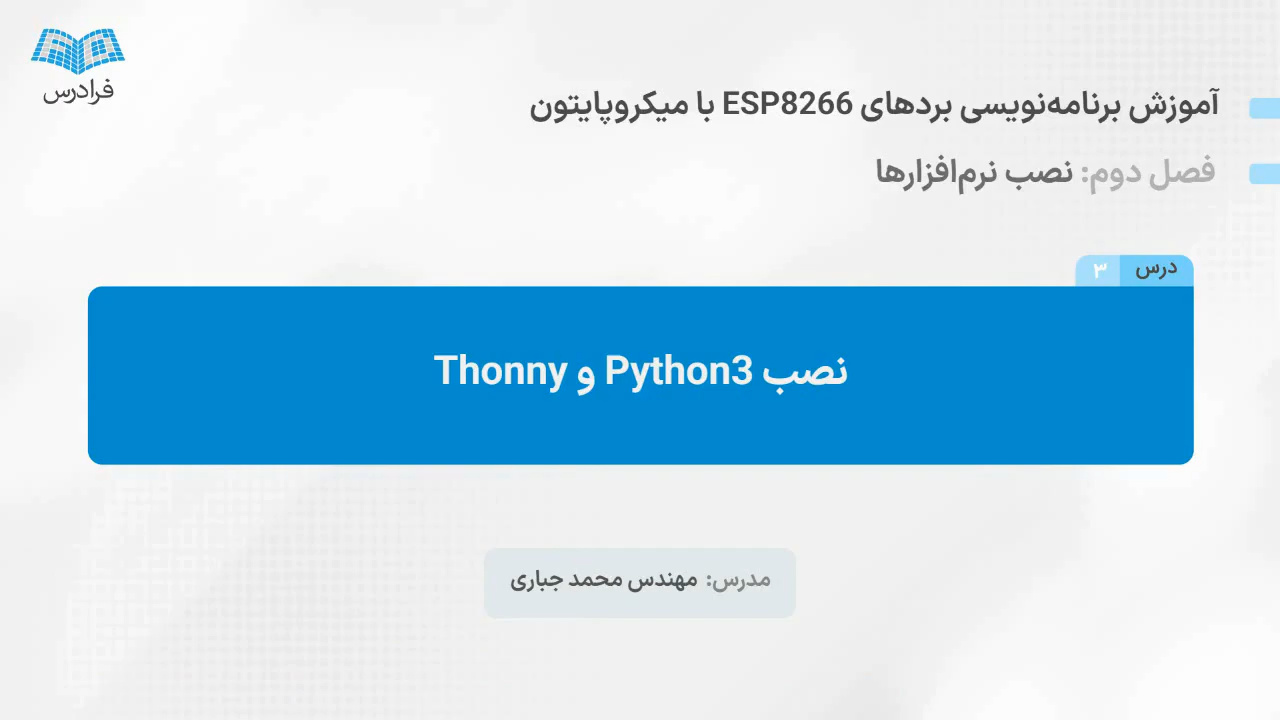 فرادرس
آموزش برنامه‌نویسی بردهای ESP8266 با میکروپایتون
فصل دوم: نصب نرم‌افزارها
درس ۳
نصب Python3 و Thonny
مدرس: مهندس محمد جباری